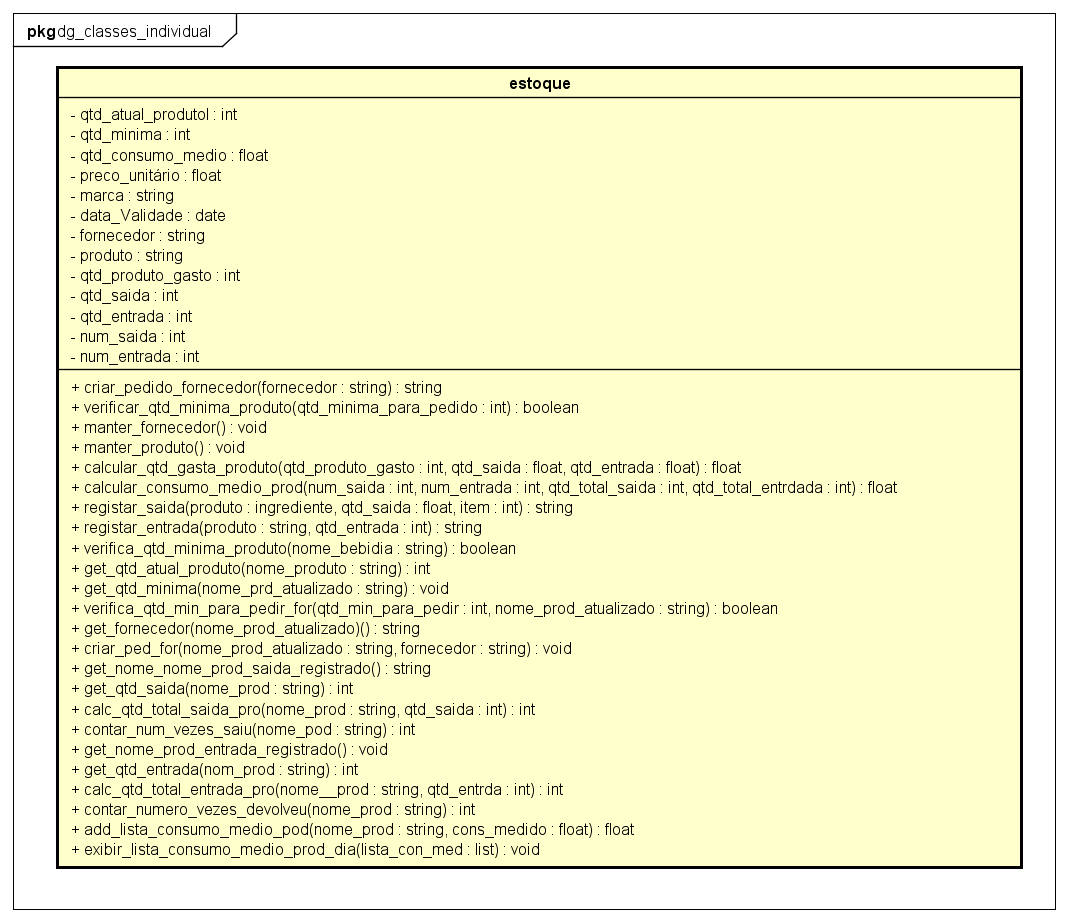 pkg dg_classes_individual
estoque
- qtd_atual_produtol : int
- qtd_minima : int
- qtd_consumo_medio : float
- preco_unitário : float
- marca : string
- data_Validade : date
- fornecedor : string
- produto : string
- qtd_produto_gasto : int
- qtd_saida : int
- qtd_entrada : int
- num_saida : int
- num_entrada : int
+ criar_pedido_fornecedor(fornecedor : string) : string
+ verificar_qtd_minima_produto(qtd_minima_para_pedido : int) : boolean
+ manter_fornecedor() : void
+ manter_produto() : void
+ calcular_qtd_gasta_produto(qtd_produto_gasto : int, qtd_saida : float, qtd_entrada : float) : float
+ calcular_consumo_medio_prod(num_saida : int, num_entrada : int, qtd_total_saida : int, qtd_total_entrdada : int) : float
+ registar_saida(produto : ingrediente, qtd_saida : float, item : int) : string
+ registar_entrada(produto : string, qtd_entrada : int) : string
+ verifica_qtd_minima_produto(nome_bebidia : string) : boolean
+ get_qtd_atual_produto(nome_produto : string) : int
+ get_qtd_minima(nome_prd_atualizado : string) : void
+ verifica_qtd_min_para_pedir_for(qtd_min_para_pedir : int, nome_prod_atualizado : string) : boolean
+ get_fornecedor(nome_prod_atualizado)() : string
+ criar_ped_for(nome_prod_atualizado : string, fornecedor : string) : void
+ get_nome_nome_prod_saida_registrado() : string
+ get_qtd_saida(nome_prod : string) : int
+ calc_qtd_total_saida_pro(nome_prod : string, qtd_saida : int) : int
+ contar_num_vezes_saiu(nome_pod : string) : int
+ get_nome_prod_entrada_registrado() : void
+ get_qtd_entrada(nom_prod : string) : int
+ calc_qtd_total_entrada_pro(nome__prod : string, qtd_entrda : int) : int
+ contar_numero_vezes_devolveu(nome_prod : string) : int
+ add_lista_consumo_medio_pod(nome_prod : string, cons_medido : float) : float
+ exibir_lista_consumo_medio_prod_dia(lista_con_med : list) : void